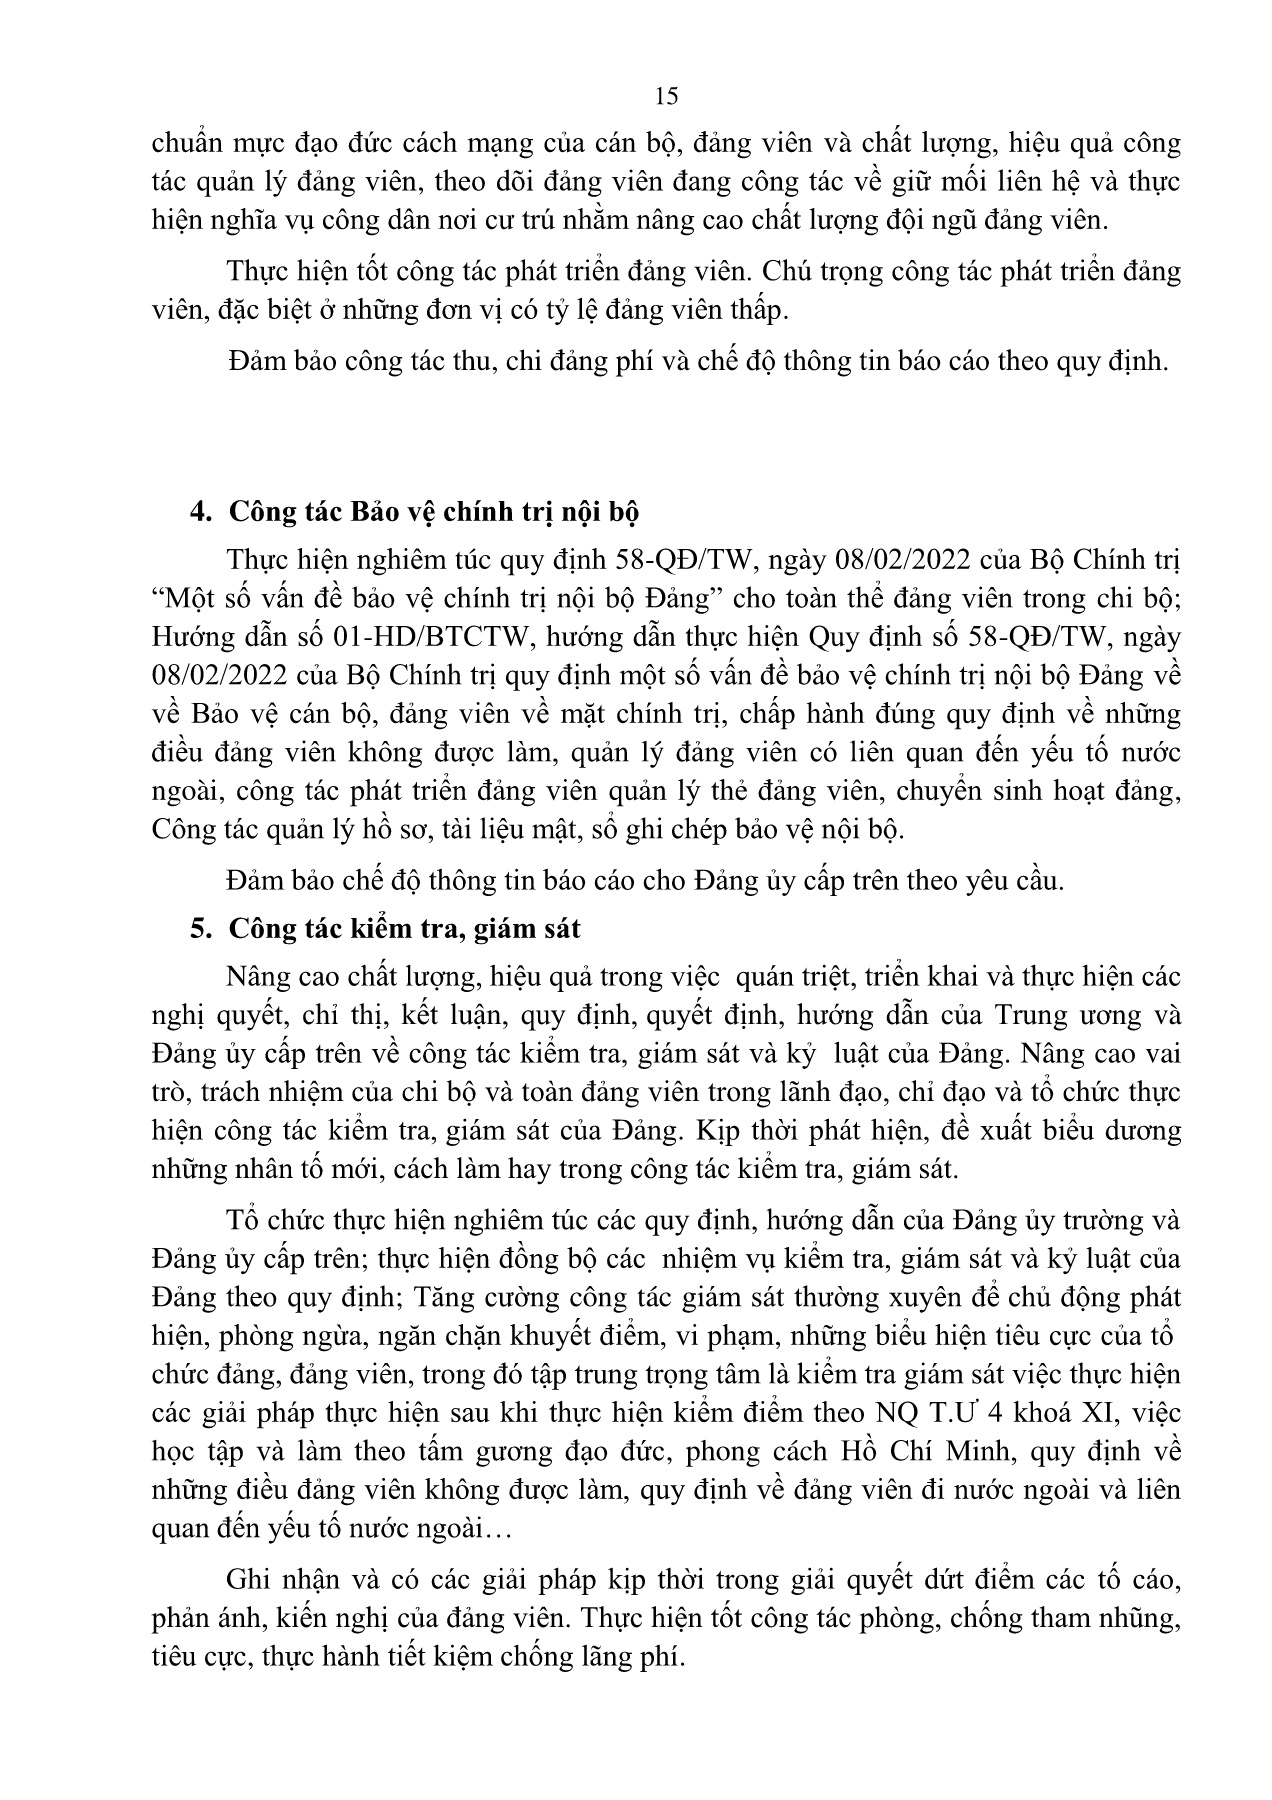 15
chuẩn mực đạo đức cách mạng của cán bộ, đảng viên và chất lượng, hiệu quả công
tác quản lý đảng viên, theo dõi đảng viên đang công tác về giữ mối liên hệ và thực
hiện nghĩa vụ công dân nơi cư trú nhằm nâng cao chất lượng đội ngũ đảng viên.
Thực hiện tốt công tác phát triển đảng viên. Chú trọng công tác phát triển đảng
viên, đặc biệt ở những đơn vị có tỷ lệ đảng viên thấp.
Đảm bảo công tác thu, chi đảng phí và chế độ thông tin báo cáo theo quy định.
4. Công tác Bảo vệ chính trị nội bộ
Thực hiện nghiêm túc quy định 58-QĐ/TW, ngày 08/02/2022 của Bộ Chính trị
“Một số vấn đề bảo vệ chính trị nội bộ Đảng” cho toàn thể đảng viên trong chi bộ;
Hướng dẫn số 01-HD/BTCTW, hướng dẫn thực hiện Quy định số 58-QĐ/TW, ngày
08/02/2022 của Bộ Chính trị quy định một số vấn đề bảo vệ chính trị nội bộ Đảng về
về Bảo vệ cán bộ, đảng viên về mặt chính trị, chấp hành đúng quy định về những
điều đảng viên không được làm, quản lý đảng viên có liên quan đến yếu tố nước
ngoài, công tác phát triển đảng viên quản lý thẻ đảng viên, chuyển sinh hoạt đảng,
Công tác quản lý hồ sơ, tài liệu mật, sổ ghi chép bảo vệ nội bộ.
Đảm bảo chế độ thông tin báo cáo cho Đảng ủy cấp trên theo yêu cầu.
5. Công tác kiểm tra, giám sát
Nâng cao chất lượng, hiệu quả trong việc  quán triệt, triển khai và thực hiện các
nghị quyết, chỉ thị, kết luận, quy định, quyết định, hướng dẫn của Trung ương và
Đảng ủy cấp trên về công tác kiểm tra, giám sát và kỷ  luật của Đảng. Nâng cao vai
trò, trách nhiệm của chi bộ và toàn đảng viên trong lãnh đạo, chỉ đạo và tổ chức thực
hiện công tác kiểm tra, giám sát của Đảng. Kịp thời phát hiện, đề xuất biểu dương
những nhân tố mới, cách làm hay trong công tác kiểm tra, giám sát.
Tổ chức thực hiện nghiêm túc các quy định, hướng dẫn của Đảng ủy trường và
Đảng ủy cấp trên; thực hiện đồng bộ các  nhiệm vụ kiểm tra, giám sát và kỷ luật của
Đảng theo quy định; Tăng cường công tác giám sát thường xuyên để chủ động phát
hiện, phòng ngừa, ngăn chặn khuyết điểm, vi phạm, những biểu hiện tiêu cực của tổ
chức đảng, đảng viên, trong đó tập trung trọng tâm là kiểm tra giám sát việc thực hiện
các giải pháp thực hiện sau khi thực hiện kiểm điểm theo NQ T.Ư 4 khoá XI, việc
học tập và làm theo tấm gương đạo đức, phong cách Hồ Chí Minh, quy định về
những điều đảng viên không được làm, quy định về đảng viên đi nước ngoài và liên
quan đến yếu tố nước ngoài…
Ghi nhận và có các giải pháp kịp thời trong giải quyết dứt điểm các tố cáo,
phản ánh, kiến nghị của đảng viên. Thực hiện tốt công tác phòng, chống tham nhũng,
tiêu cực, thực hành tiết kiệm chống lãng phí.